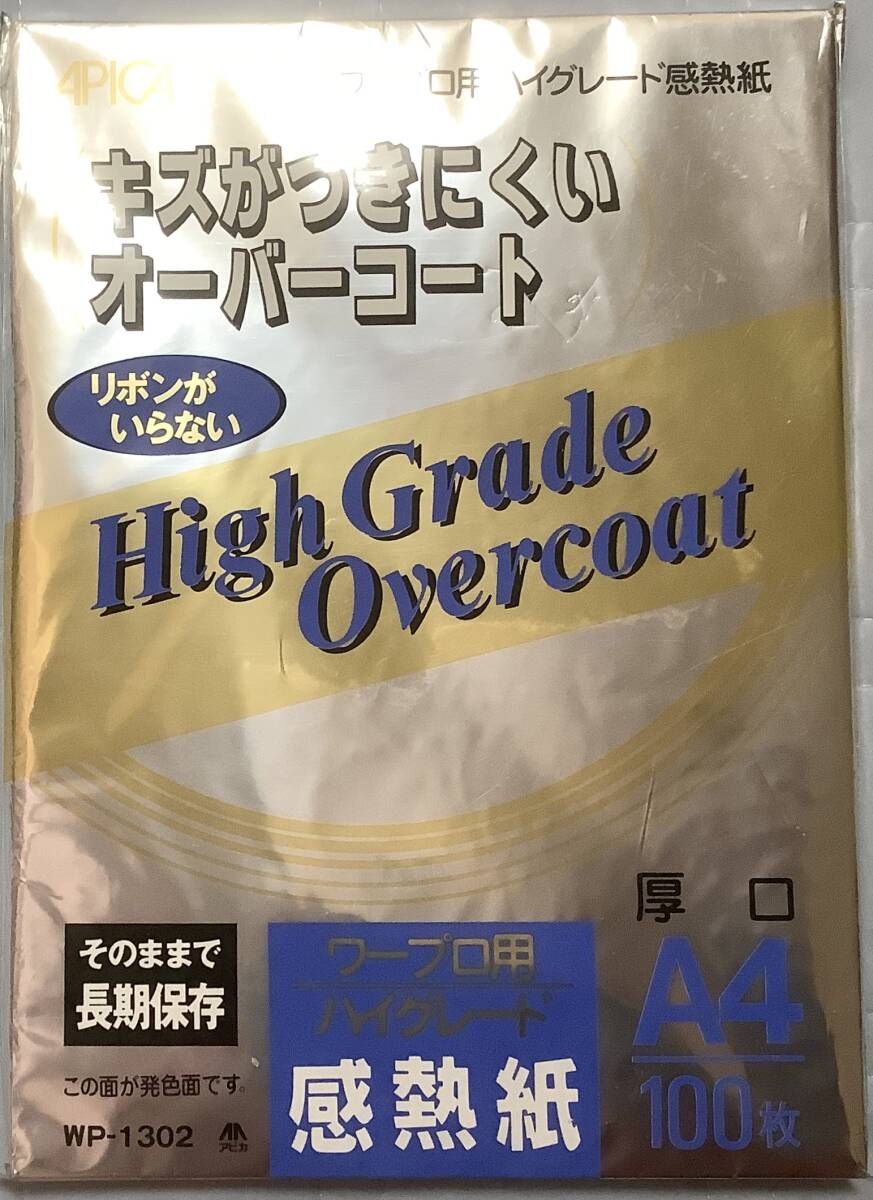 APICA
ワープロ用ハイグレード感熱紙
キズがつきにくい
オーバーコート
リボンが
いらない
High Grade
Overcoat
厚口
A4
100枚
そのままで
長期保存
ワープロ用
ハイグレード
感熱紙
この面が発色面です。
WP-1302
アピカ